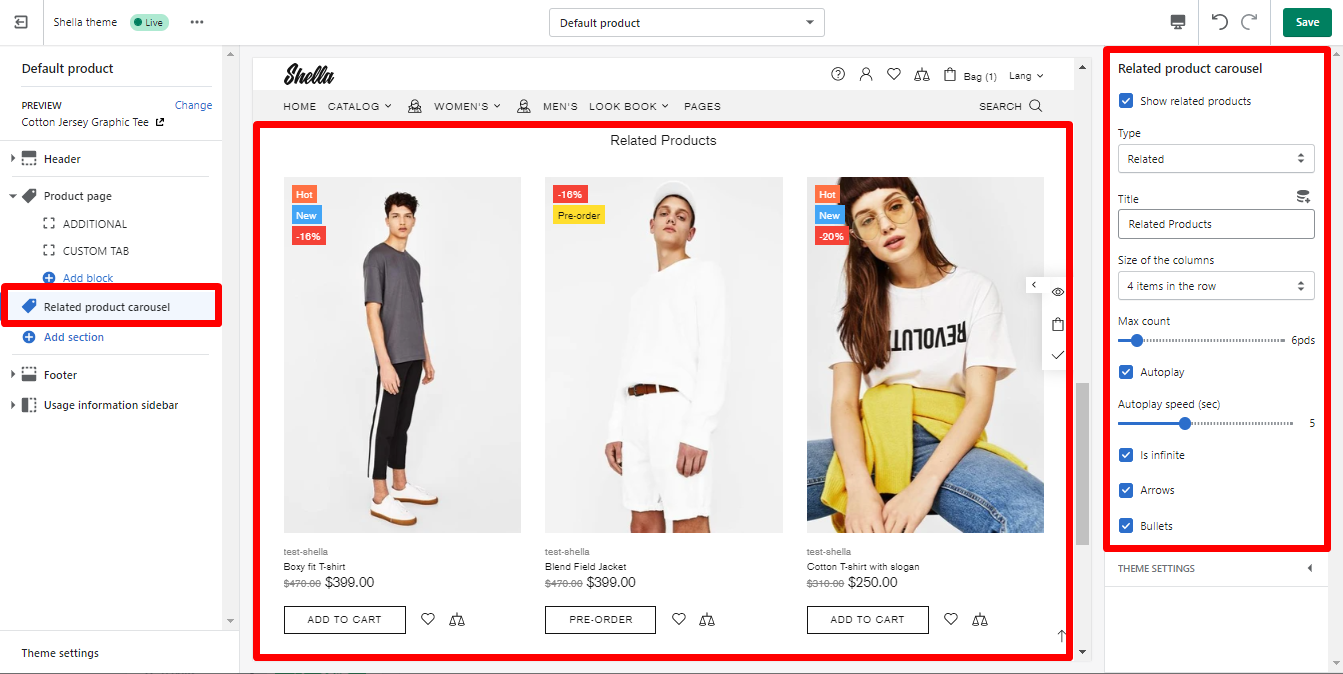 Shella theme
Live
Default product
Save
Default product
PREVIEW
Change
Cotton Jersey Graphic Tee
Header
Product page
ADDITIONAL
CUSTOM TAB
Add block
Related product carousel
Add section
Footer
Usage information sidebar
Theme settings
Shella
Bag (1)
Lang
HOME
CATALOG
WOMEN'S
MEN'S
LOOK BOOK
PAGES
SEARCH
Related Products
Hot
New
-16%
-16%
Pre-order
Hot
New
-20%
REVOLUTI
test-shella
Boxy fit T-shirt
$470.00 $399.00
ADD TO CART
test-shella
Blend Field Jacket
$470.00 $399.00
PRE-ORDER
test-shella
Cotton T-shirt with slogan
$310.00 $250.00
ADD TO CART
Related product carousel
Show related products
Type
Related
Title
Related Products
Size of the columns
4 items in the row
Max count
6pds
Autoplay
Autoplay speed (sec)
5
Is infinite
Arrows
Bullets
THEME SETTINGS